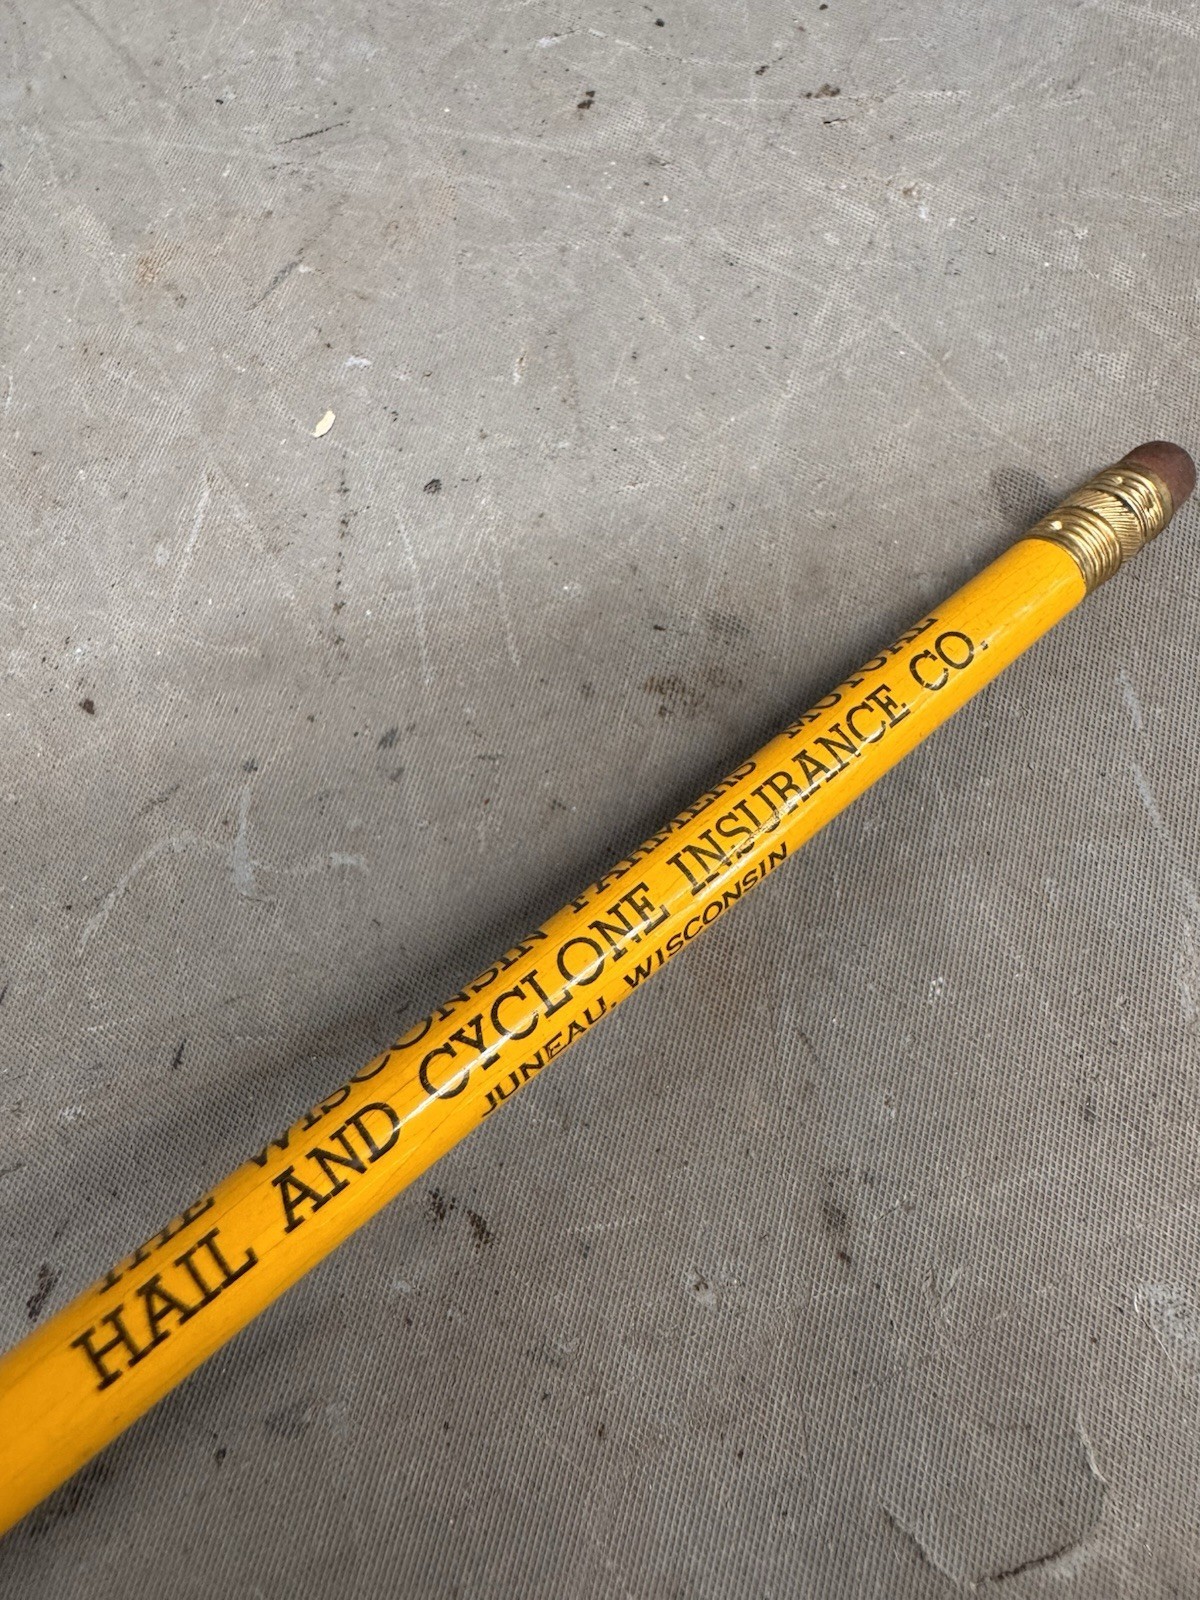 THE WISCONSIN FARMERS MUTUAL
HAIL AND CYCLONE INSURANCE CO.
JUNEAU, WISCONSIN